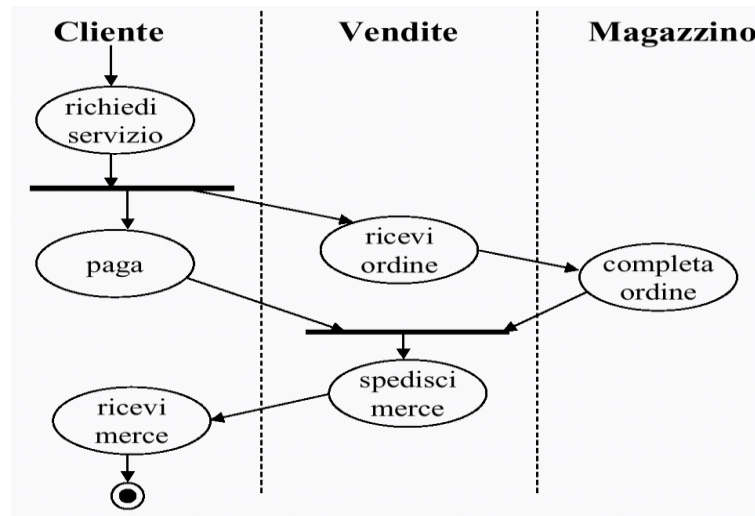 Cliente
Vendite
Magazzino
richiedi
servizio
paga
ricevi
ordine
completa
ordine
spedisci
merce
ricevi
merce